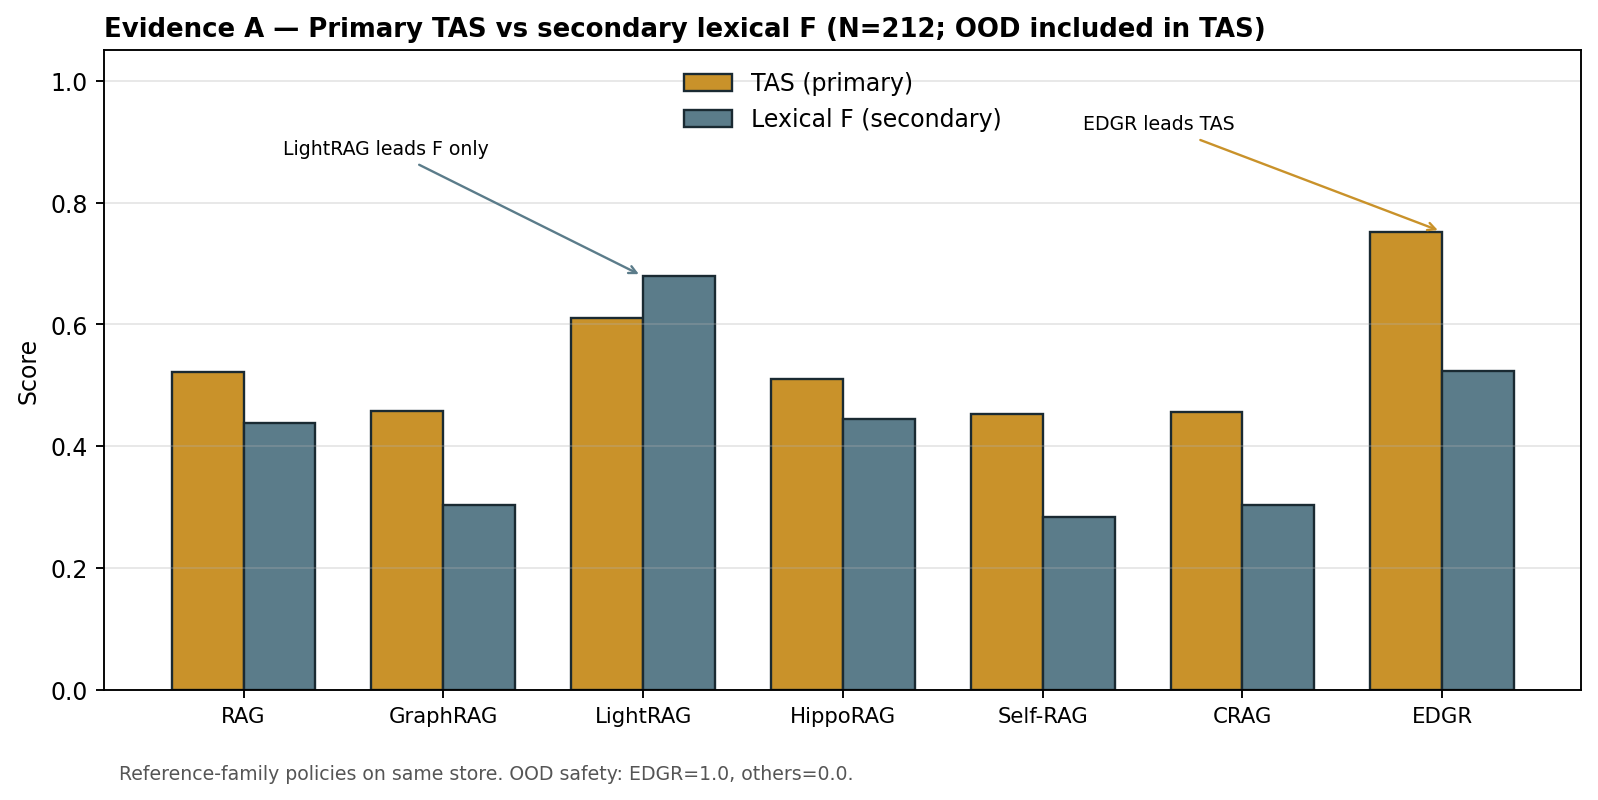 Evidence A — Primary TAS vs secondary lexical F (N=212; OOD included in TAS)
TAS (primary)
Lexical F (secondary)
LightRAG leads F only
EDGR leads TAS
Score
1.0
0.8
0.6
0.4
0.2
0.0
RAG
GraphRAG
LightRAG
HippoRAG
Self-RAG
CRAG
EDGR
Reference-family policies on same store. OOD safety: EDGR=1.0, others=0.0.